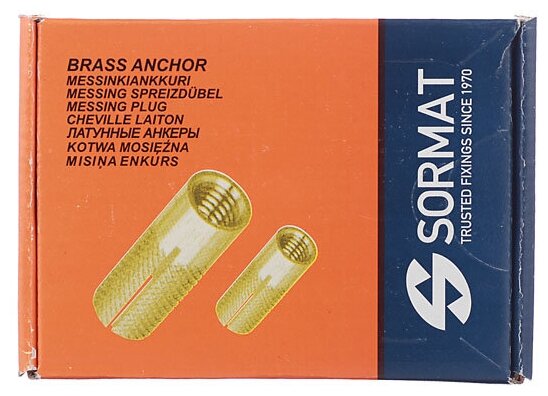 BRASS ANCHOR
MESSINKIANKKURI
MESSING SPREIZDÜBEL
MESSING PLUG
CHEVILLE LAITON
ЛАТУННЫЕ АНКЕРЫ
KOTWA MOSIĘŻNA
MISIŅA ENKURS
SORMAT
TRUSTED FIXINGS SINCE 1970